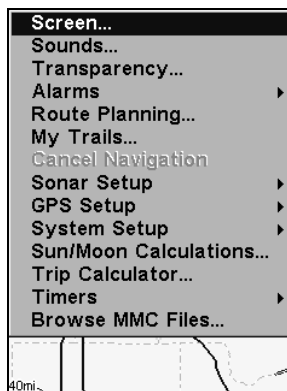 Screen...
Sounds...
Transparency...
Alarms
Route Planning...
My Trails...
Cancel Navigation
Sonar Setup
GPS Setup
System Setup
Sun/Moon Calculations...
Trip Calculator...
Timers
Browse MMC Files...
40mi